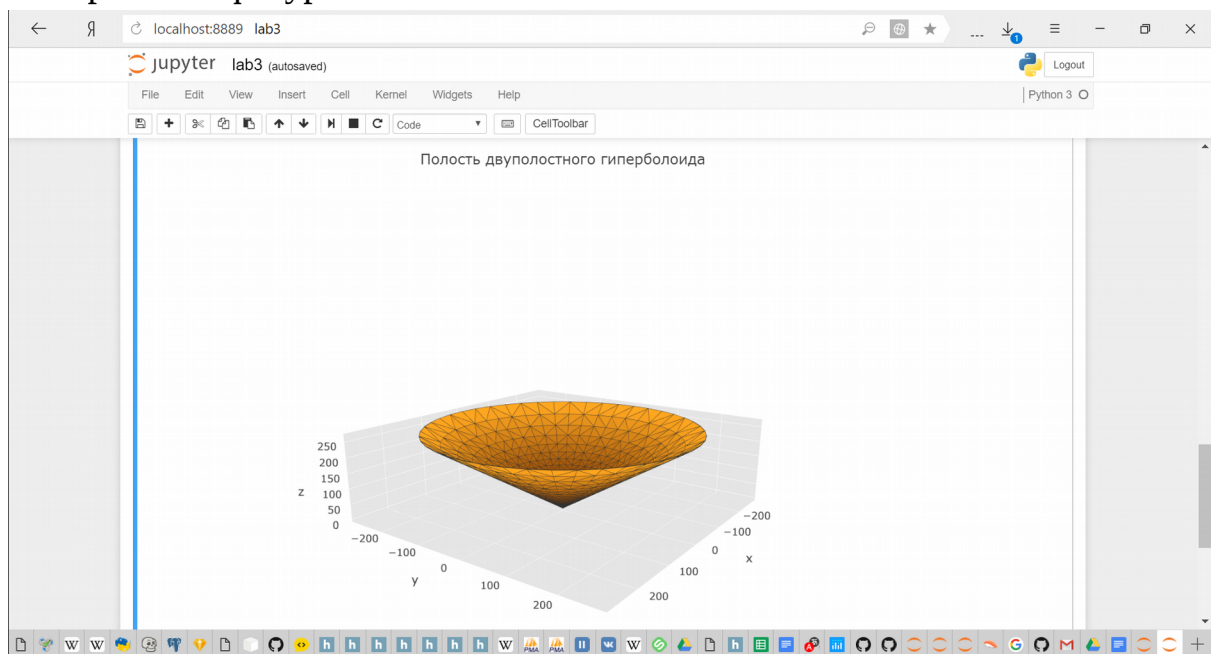 Я localhost:8889 lab3
jupyter lab3 (autosaved) Logout
File Edit View Insert Cell Kernel Widgets Help Python 3
Code CellToolbar
Полость двуполостного гиперболоида
250
200
150
z 100
50
0
−200
−100
0
y
100
200
−200
−100
0
x
100
200
W W h h h h h h h W PMA PMA W h G M